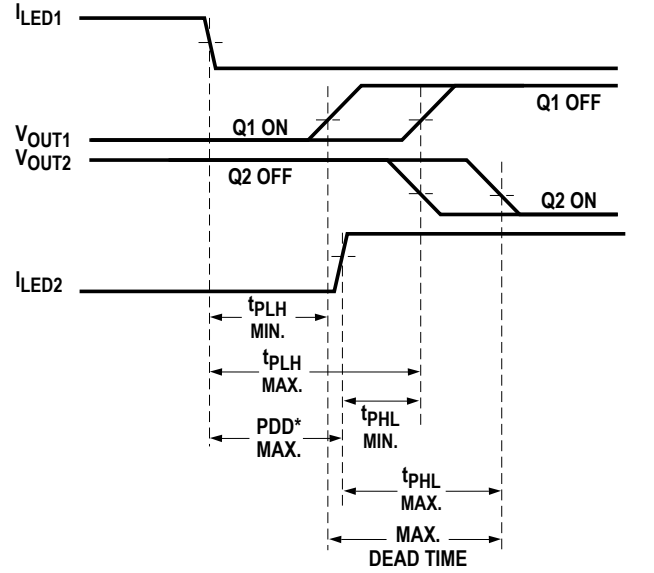 ILED1
Q1 OFF
Q1 ON
VOUT1
VOUT2
Q2 OFF
Q2 ON
ILED2
tPLH
MIN.
tPLH
MAX.
tPHL
MIN.
PDD*
MAX.
tPHL
MAX.
MAX.
DEAD TIME